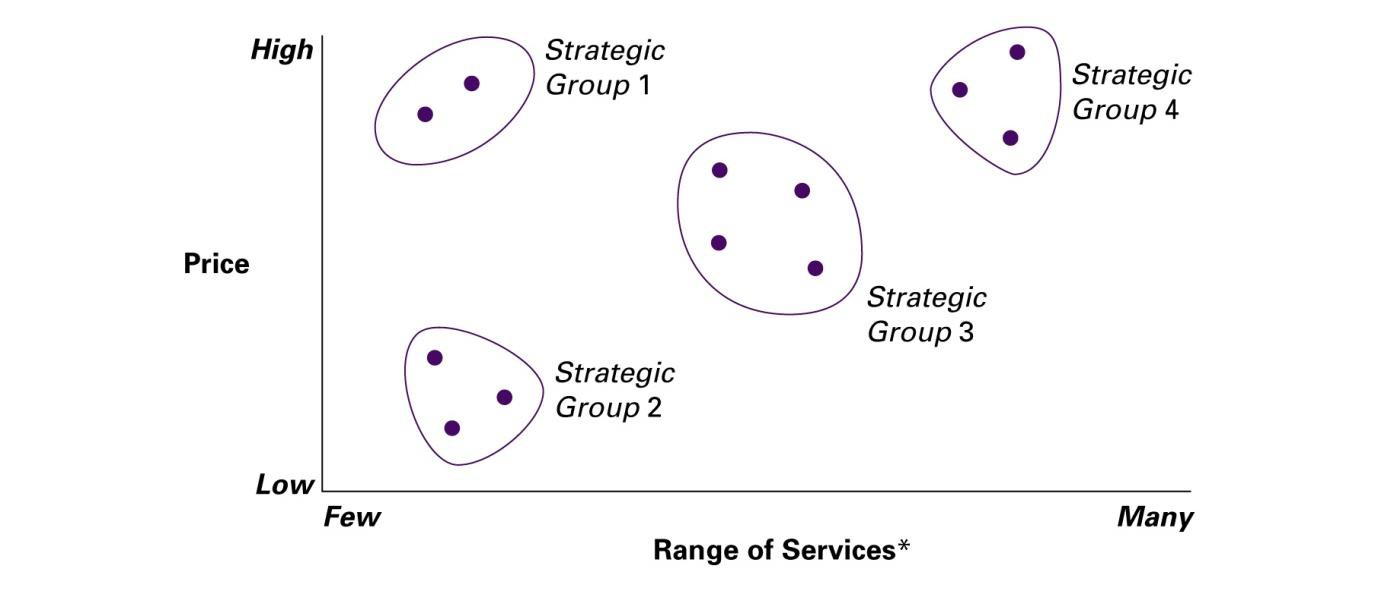 High
Strategic
Group 1
Strategic
Group 4
Price
Strategic
Group 3
Strategic
Group 2
Low
Few
Many
Range of Services*